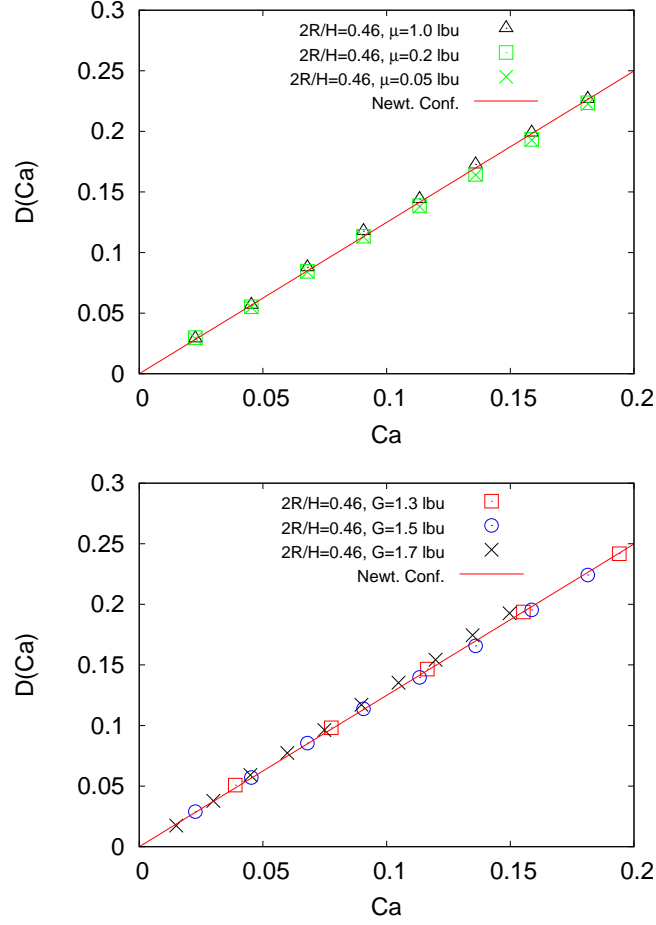 0.3
0.25
0.2
0.15
0.1
0.05
0
D(Ca)
2R/H=0.46, μ=1.0 lbu
2R/H=0.46, μ=0.2 lbu
2R/H=0.46, μ=0.05 lbu
Newt. Conf.
0 0.05 0.1 0.15 0.2
Ca
0.3
0.25
0.2
0.15
0.1
0.05
0
D(Ca)
2R/H=0.46, G=1.3 lbu
2R/H=0.46, G=1.5 lbu
2R/H=0.46, G=1.7 lbu
Newt. Conf.
0 0.05 0.1 0.15 0.2
Ca